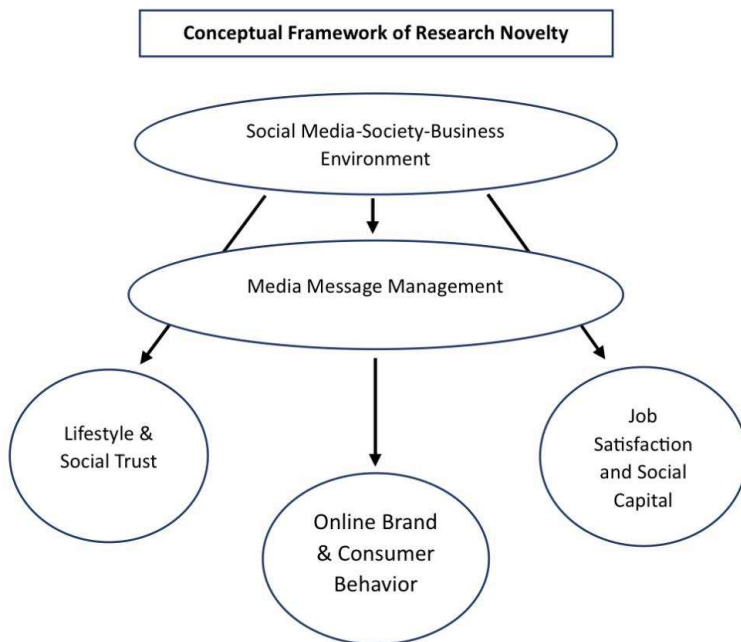 Conceptual Framework of Research Novelty
Social Media-Society-Business
Environment
Media Message Management
Lifestyle &
Social Trust
Online Brand
& Consumer
Behavior
Job
Satisfaction
and Social
Capital